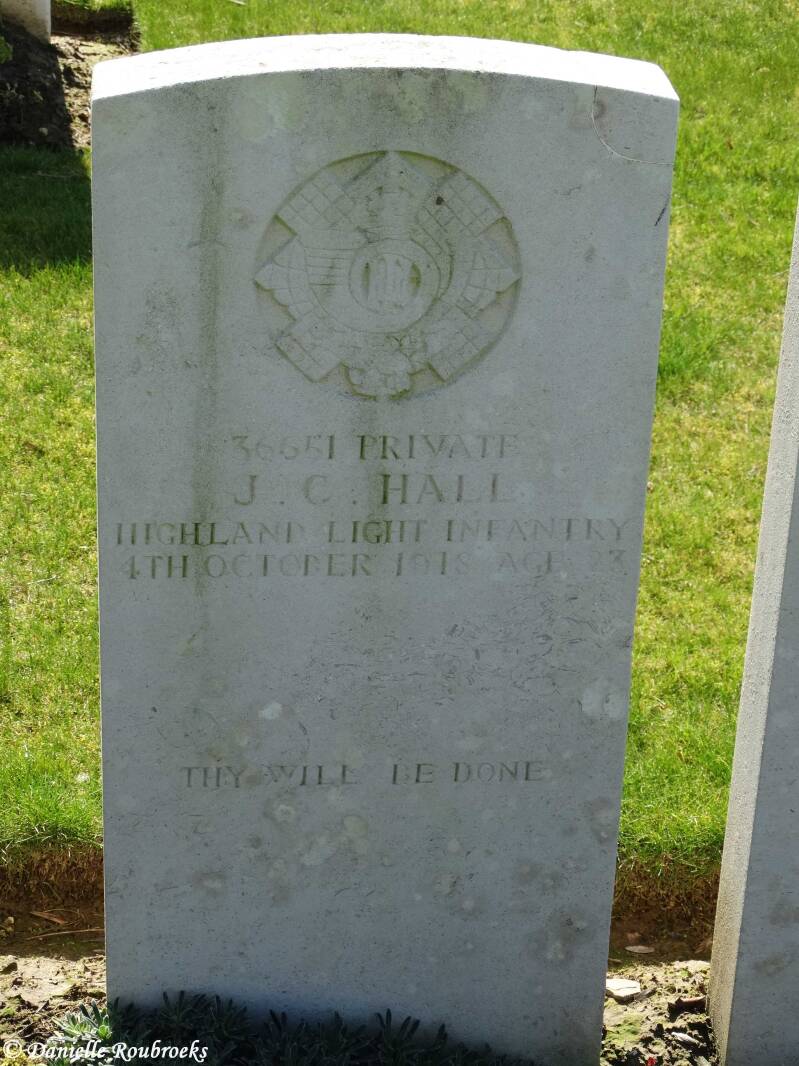 36651 PRIVATE
J. C. HALL
HIGHLAND LIGHT INFANTRY
4TH OCTOBER 1918 AGE 23
THY WILL BE DONE
© Danielle Roubroeks